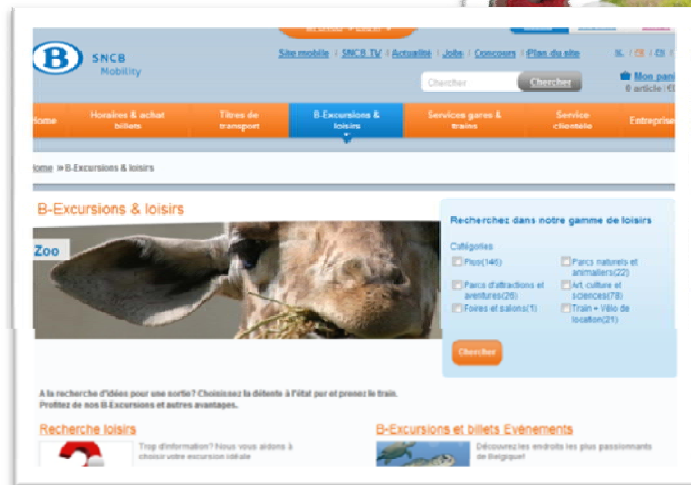 B
SNCB
Mobility
Site mobile / SNCB TV / Actualité / Jobs / Concours / Plan du site
Mon pani
0 article
Chercher
Chercher
Home
Horaires & achat billets
Titres de transport
B-Excursions & loisirs
Services gares & trains
Service clientèle
Entreprise
Home » B-Excursions & loisirs
B-Excursions & loisirs
Zoo
Recherchez dans notre gamme de loisirs
Catégories
Plus(146)
Parcs naturels et animaliers(22)
Parcs d'attractions et aventures(26)
Art, culture et sciences(78)
Foires et salons(1)
Train + Vélo de location(21)
Chercher
A la recherche d'idées pour une sortie? Choisissez la détente à l'état pur et prenez le train.
Profitez de nos B-Excursions et autres avantages.
Recherche loisirs
Trop d'information? Nous vous aidons à
choisir votre excursion idéale
B-Excursions et billets Evénements
Découvrez les endroits les plus passionnants
de Belgique!